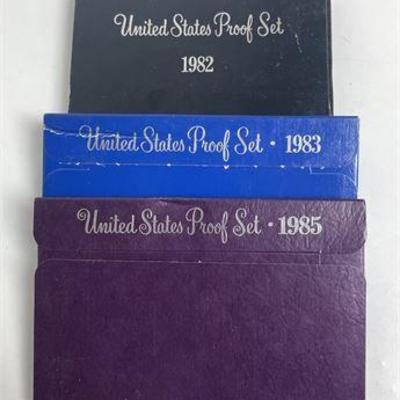 United States Proof Set
1982
United States Proof Set · 1983
United States Proof Set · 1985